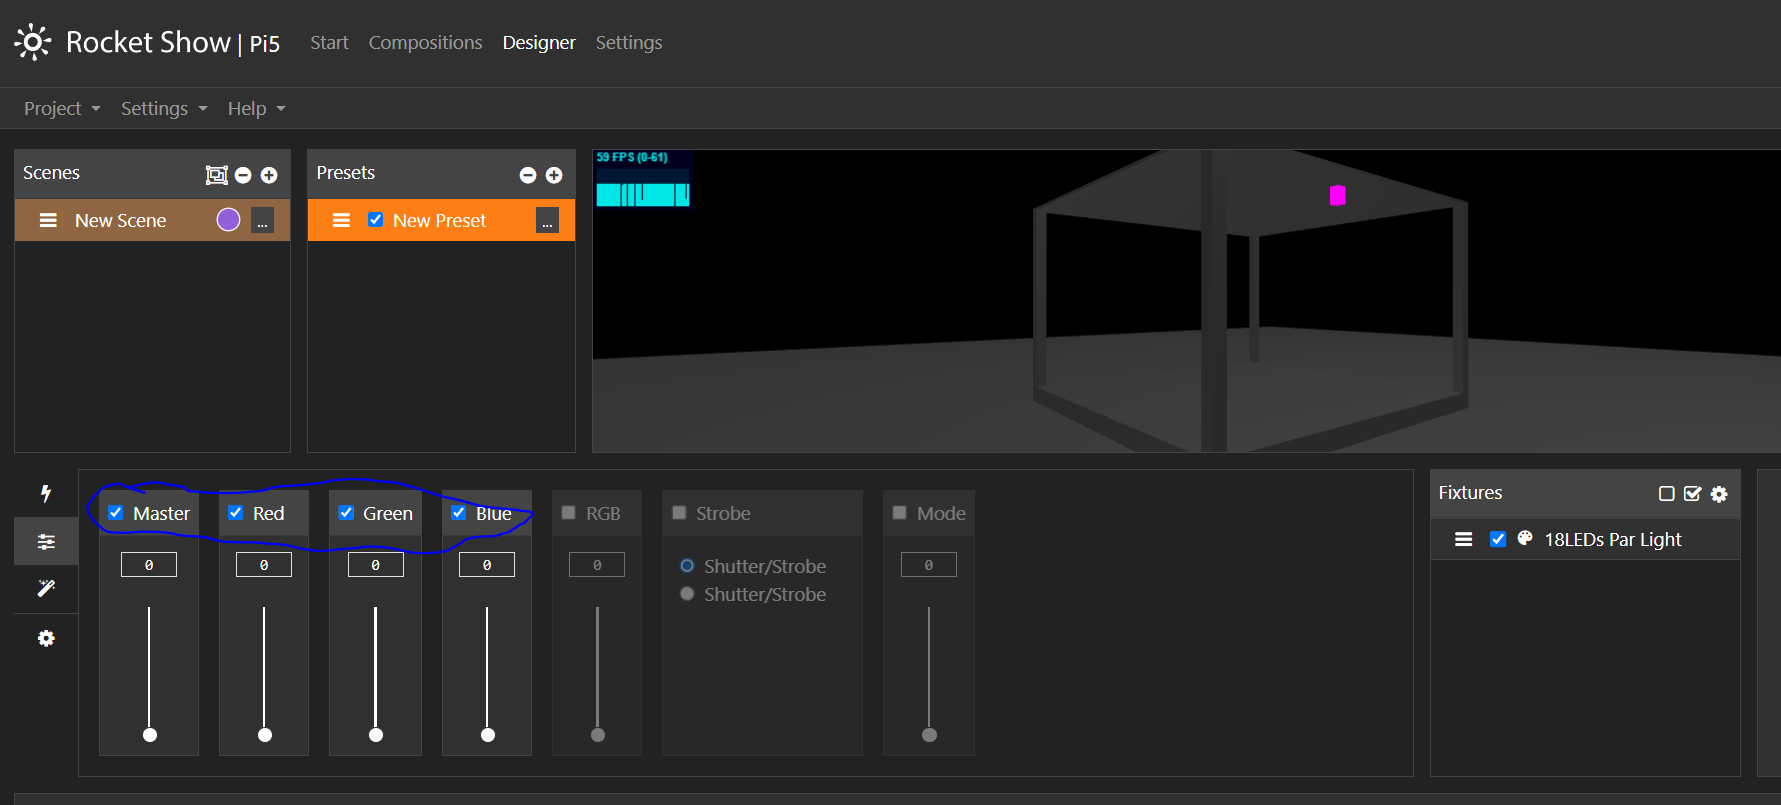 Rocket Show | Pi5 Start Compositions Designer Settings
Project Settings Help
Scenes
New Scene ...
Presets
New Preset ...
59 FPS (0-61)
Master Red Green Blue RGB Strobe Mode
0 0 0 0 0 0
Shutter/Strobe
Shutter/Strobe
Fixtures
18LEDs Par Light